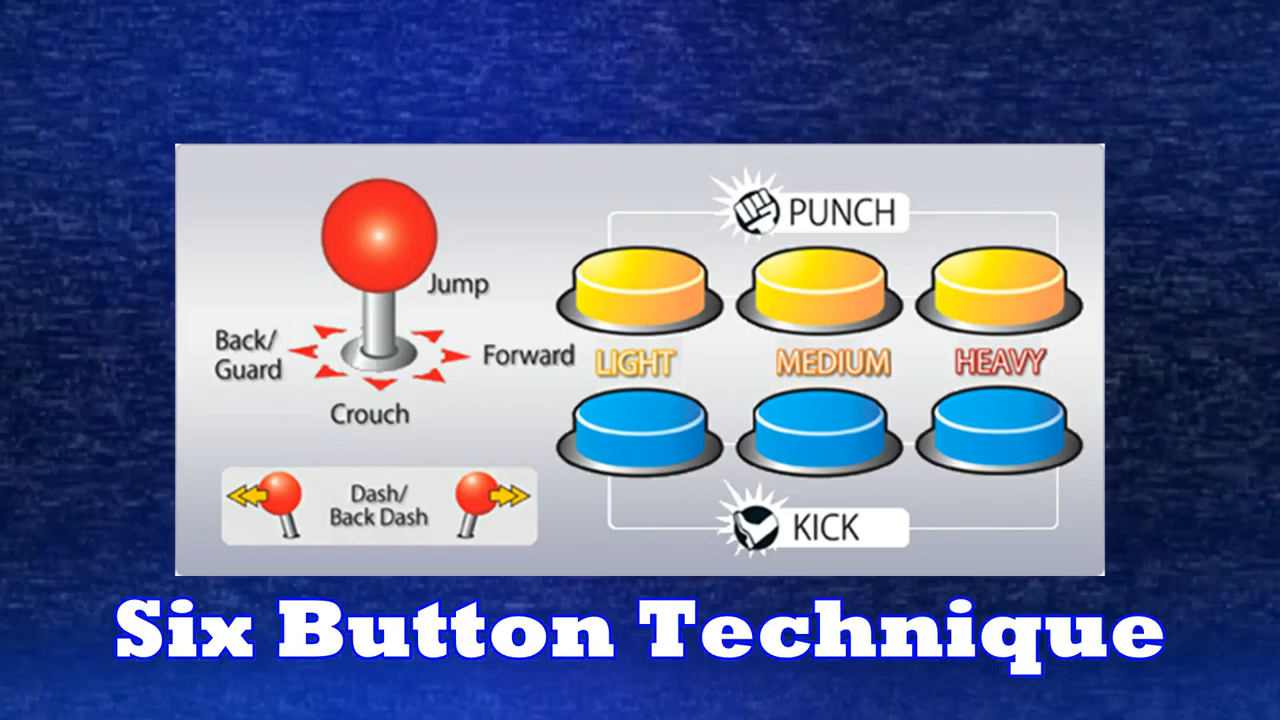 PUNCH
Jump
Back/
Guard
Forward
LIGHT
MEDIUM
HEAVY
Crouch
Dash/
Back Dash
KICK
Six Button Technique